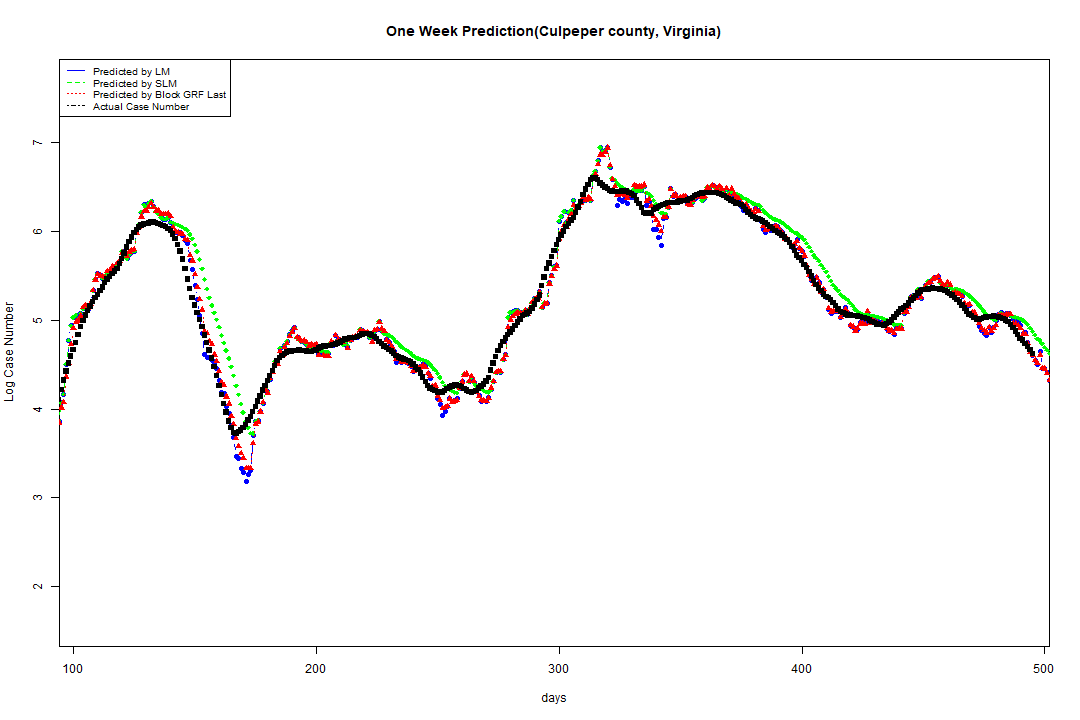 One Week Prediction(Culpeper county, Virginia)
Predicted by LM
Predicted by SLM
Predicted by Block GRF Last
Actual Case Number
7
6
5
4
3
2
Log Case Number
100 200 300 400 500
days